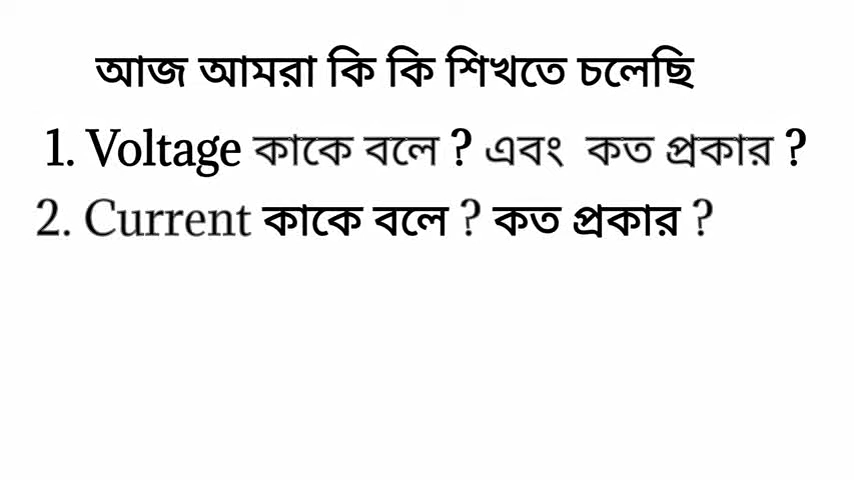 আজ আমরা কি কি শিখতে চলেছি
1. Voltage কাকে বলে ? এবং কত প্রকার ?
2. Current কাকে বলে ? কত প্রকার ?